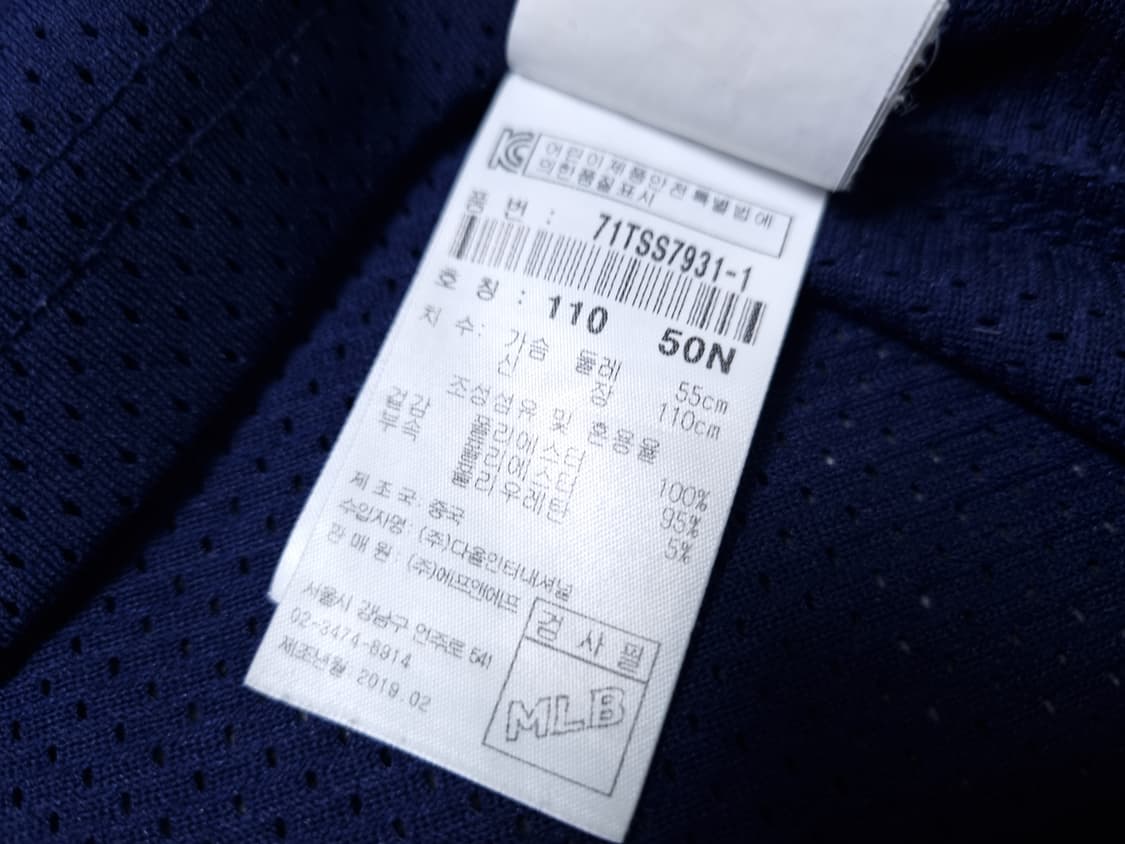 KC 어린이제품안전특별법에
의한품질표시
품 번 : 71TSS7931-1
호 칭 : 110 50N
치 수 : 가슴 둘레 55cm
신 장 110cm
조성섬유 및 혼용율
겉감 폴리에스터 100%
부속 폴리에스터 95%
폴리우레탄 5%
제 조 국 : 중국
수입자명 : (주)다올인터내셔널
판 매 원 : (주)에프앤에프
서울시 강남구 언주로 541
02-3474-8914
제조년월 2019.02
검 사 필
MLB